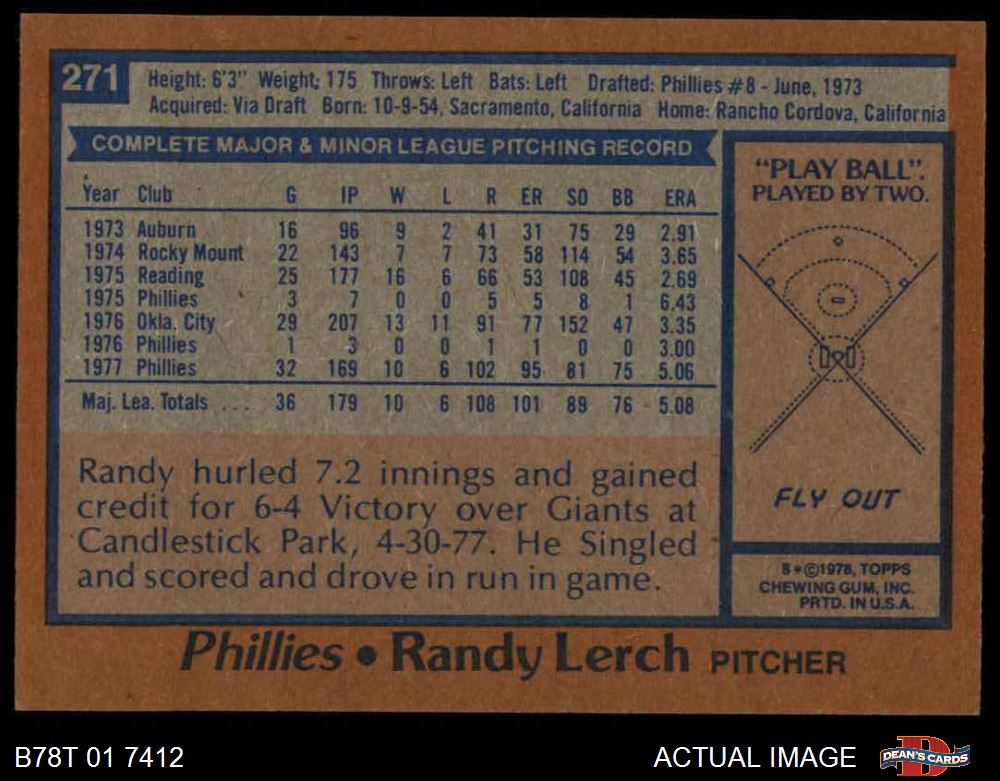 271
Height: 6'3" Weight: 175 Throws: Left Bats: Left Drafted: Phillies #8 - June, 1973
Acquired: Via Draft Born: 10-9-54, Sacramento, California Home: Rancho Cordova, California
COMPLETE MAJOR & MINOR LEAGUE PITCHING RECORD
Year Club G IP W L R ER SO BB ERA
1973 Auburn 16 96 9 2 41 31 75 29 2.91
1974 Rocky Mount 22 143 7 7 73 58 114 54 3.65
1975 Reading 25 177 16 6 66 53 108 45 2.69
1975 Phillies 3 7 0 0 5 5 8 1 6.43
1976 Okla. City 29 207 13 11 91 77 152 47 3.35
1976 Phillies 1 3 0 0 1 1 0 0 3.00
1977 Phillies 32 169 10 6 102 95 81 75 5.06
Maj. Lea. Totals ... 36 179 10 6 108 101 89 76 5.08
Randy hurled 7.2 innings and gained
credit for 6-4 Victory over Giants at
Candlestick Park, 4-30-77. He Singled
and scored and drove in run in game.
"PLAY BALL".
PLAYED BY TWO.
FLY OUT
B*©1978, TOPPS
CHEWING GUM, INC.
PRTD. IN U.S.A.
Phillies • Randy Lerch PITCHER
B78T 01 7412
ACTUAL IMAGE
DEAN'S CARDS